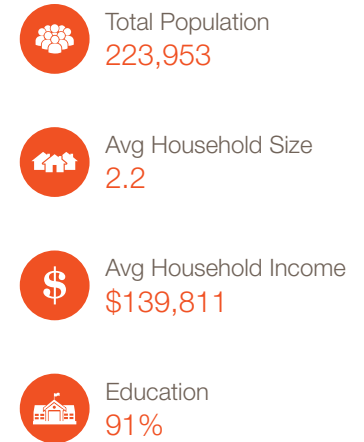 Total Population
223,953
Avg Household Size
2.2
$
Avg Household Income
$139,811
Education
91%